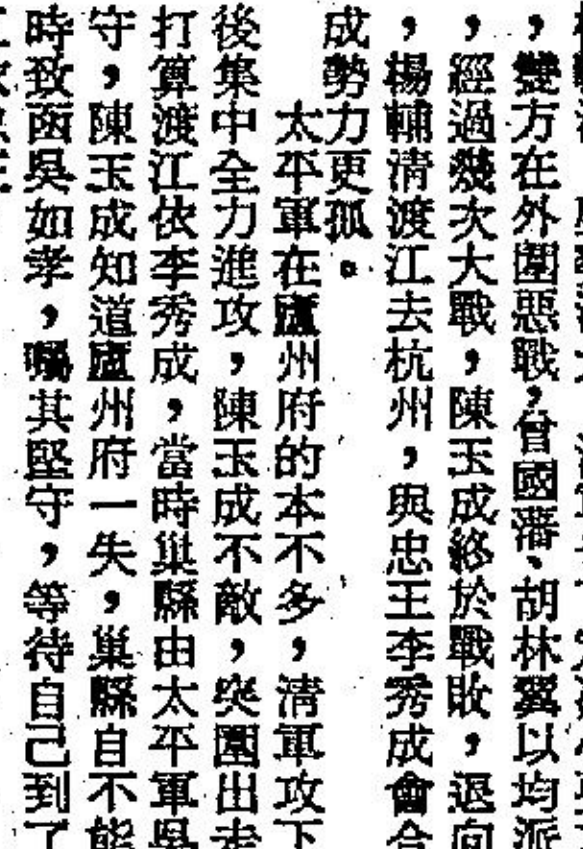 ，雙方在外圍惡戰，曾國藩、胡林翼以均派
，經過幾次大戰，陳玉成終於戰敗，退向
，楊輔清渡江去杭州，與忠王李秀成會合
成勢力更孤。
太平軍在廬州府的本不多，清軍攻下
後集中全力進攻，陳玉成不敵，突圍出走
打算渡江依李秀成，當時巢縣由太平軍吳
守，陳玉成知道廬州府一失，巢縣自不能
時致函吳如孝，囑其堅守，等待自己到了